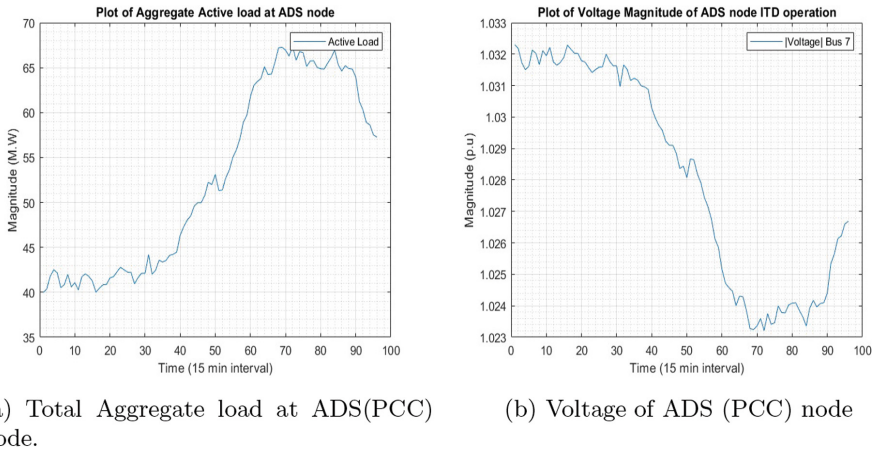 Plot of Aggregate Active load at ADS node
Active Load
Magnitude (M.W)
70
65
60
55
50
45
40
35
0 10 20 30 40 50 60 70 80 90 100
Time (15 min interval)
Plot of Voltage Magnitude of ADS node ITD operation
|Voltage| Bus 7
Magnitude (p.u)
1.033
1.032
1.031
1.03
1.029
1.028
1.027
1.026
1.025
1.024
1.023
0 10 20 30 40 50 60 70 80 90 100
Time (15 min interval)
) Total Aggregate load at ADS(PCC)
ode.
(b) Voltage of ADS (PCC) node